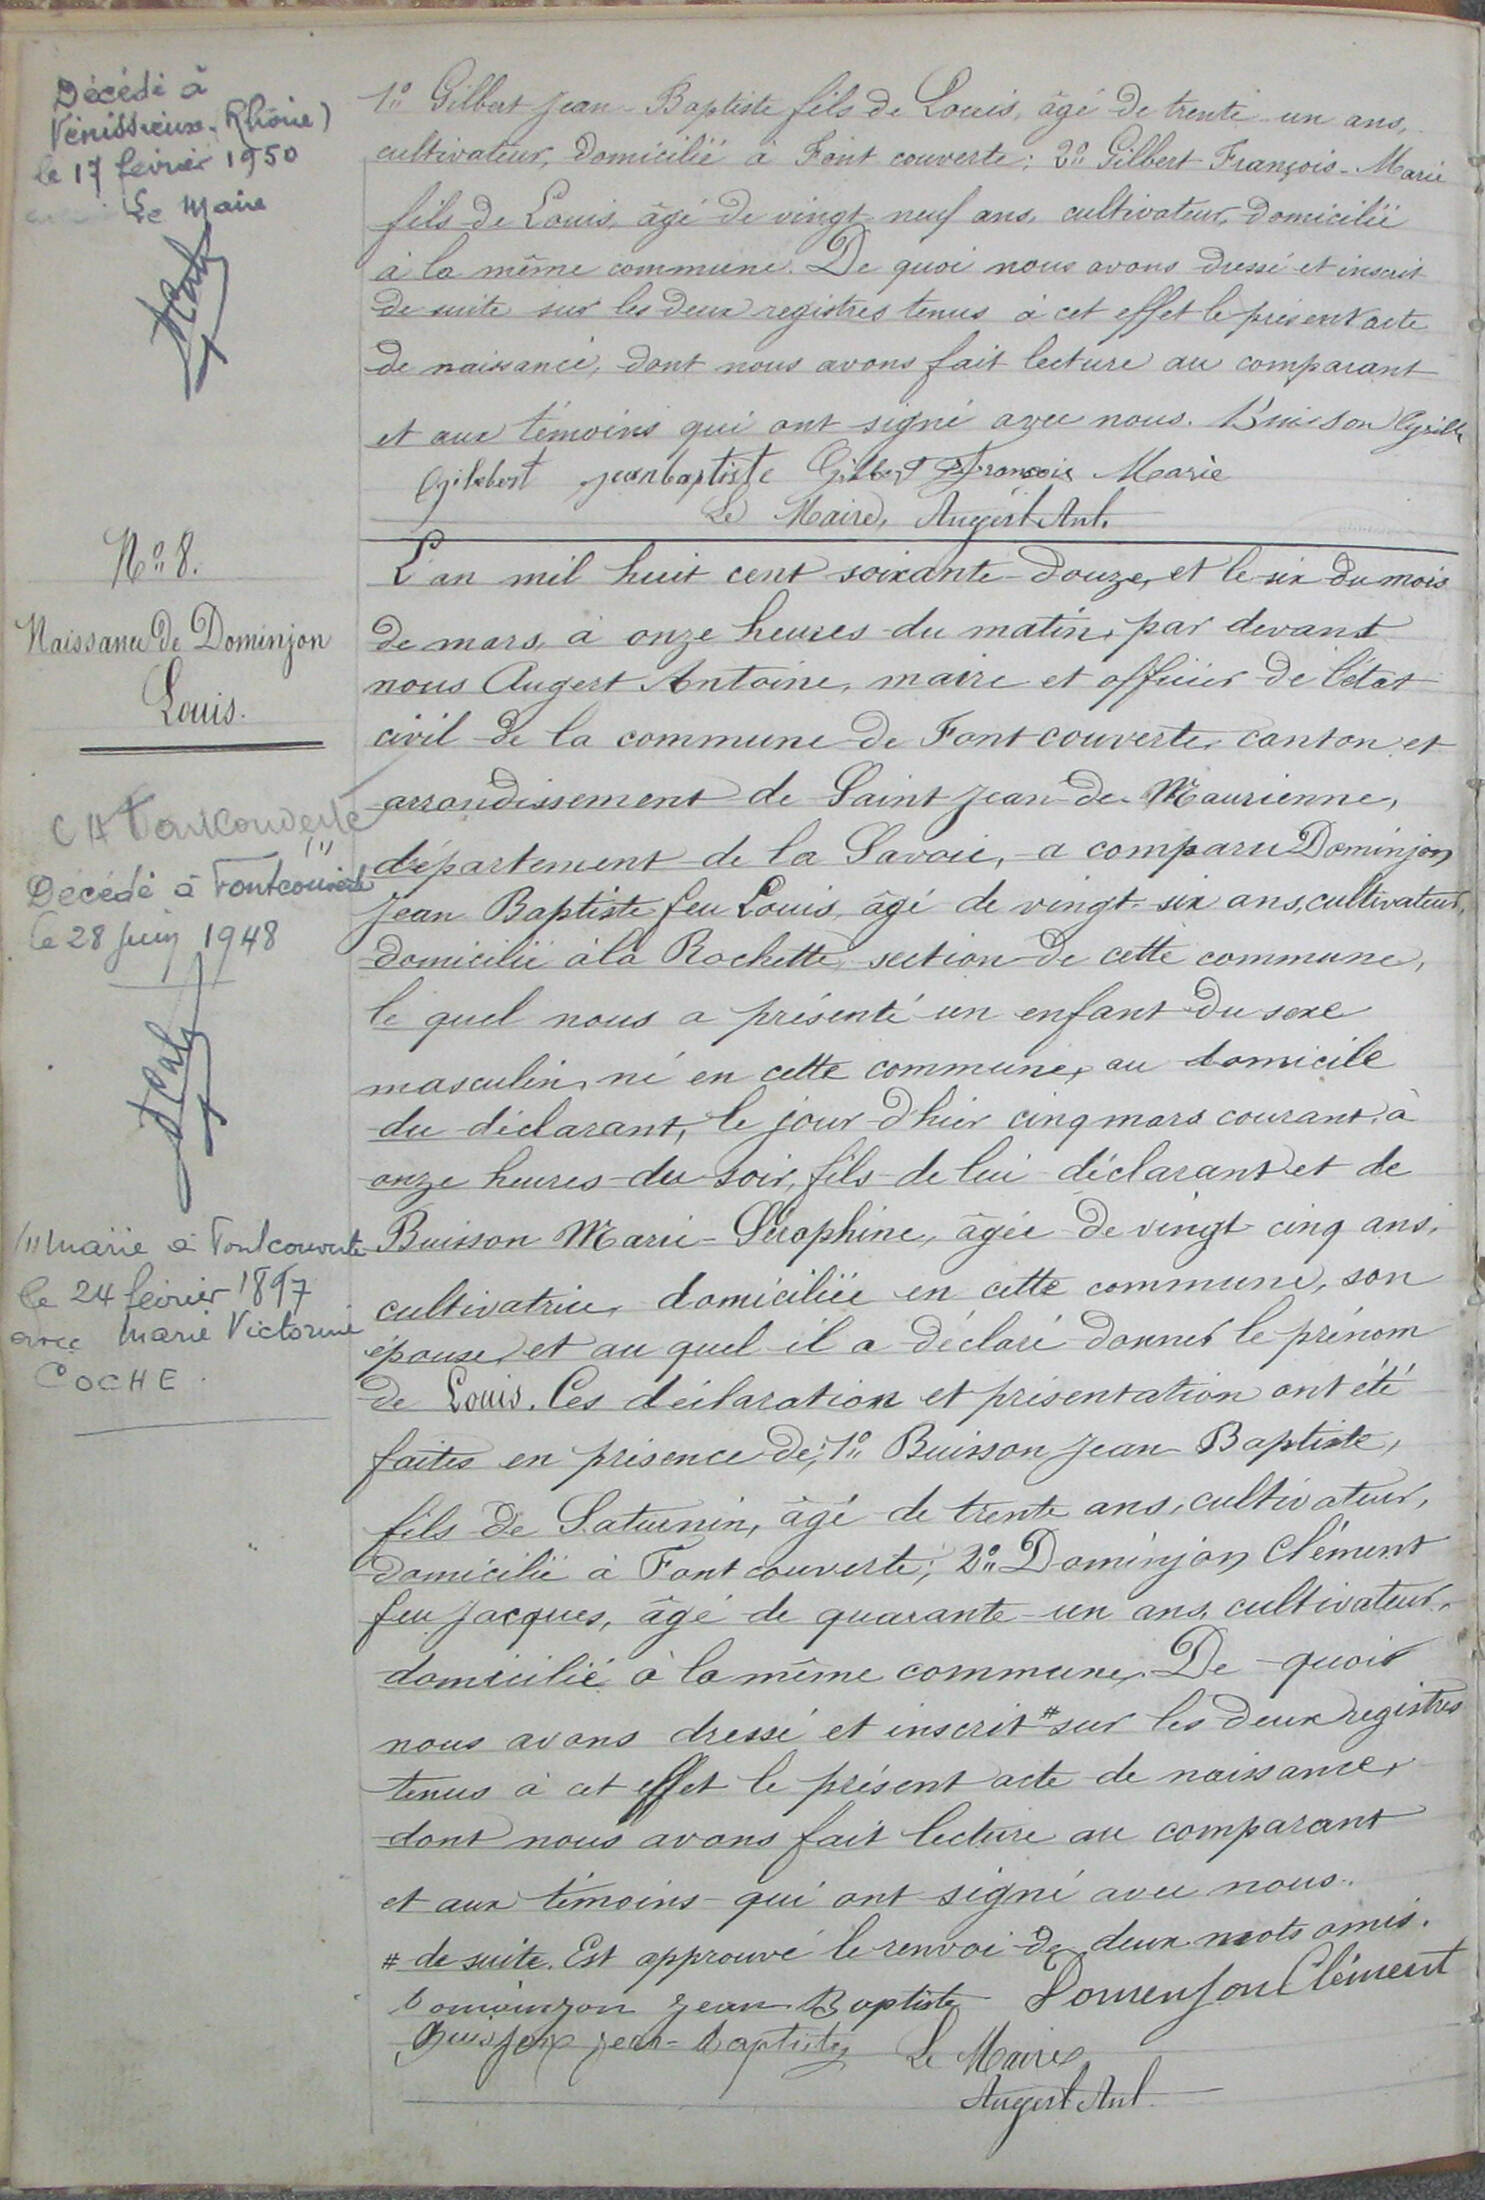 Décédé à
Vénissieux (Rhône)
le 17 février 1950
Le Maire
1º Gilbert Jean-Baptiste fils de Louis, âgé de trente un ans,
cultivateur, domicilié à Font couverte; 2º Gilbert François-Marie
fils de Louis, âgé de vingt neuf ans, cultivateur, domicilié
à la même commune. De quoi nous avons dressé et inscrit
de suite sur les deux registres tenus à cet effet le présent acte
de naissance, dont nous avons fait lecture au comparant
et aux témoins qui ont signé avec nous. Buisson Cyrille
Gilebert jeanbaptiste Gilbert François Marie
Le Maire, Augert Ant.
Nº 8.
Naissance de Dominjon
Louis.
L'an mil huit cent soixante-douze, et le six du mois
de mars, à onze heures du matin, par devant
nous Augert Antoine, maire et officier de l'état
civil de la commune de Font couverte, canton et
arrondissement de Saint Jean-de-Maurienne,
département de la Savoie, a comparu Dominjon
Jean Baptiste feu Louis, âgé de vingt-six ans, cultivateur,
domicilié à la Rochette, section de cette commune,
le quel nous a présenté un enfant du sexe
masculin, né en cette commune, au domicile
du déclarant, le jour d'hier cinq mars courant, à
onze heures du soir, fils de lui déclarant et de
Buisson Marie-Séraphine, âgée de vingt cinq ans,
cultivatrice, domiciliée en cette commune, son
épouse, et au quel il a déclaré donner le prénom
de Louis. Ces déclaration et présentation ont été
faites en présence de; 1º Buisson Jean Baptiste,
fils de Saturnin, âgé de trente ans, cultivateur,
domicilié à Font couverte; 2º Dominjon Clément
feu Jacques, âgé de quarante-un ans, cultivateur,
domicilié à la même commune. De quoi
nous avons dressé et inscrit # sur les deux registres
tenus à cet effet le présent acte de naissance,
dont nous avons fait lecture au comparant
et aux témoins qui ont signé avec nous.
# de suite. Est approuvé le renvoi de deux mots omis.
Domainjon Jean Baptiste Domenjon Clément
Buisson jean-baptiste Le Maire
Augert Ant.
Fontcouverte
(1)
Décédé à Fontcouverte
le 28 juin 1948
(1) Marié à Fontcouverte
le 24 février 1897
avec Marie Victorine
COCHE.